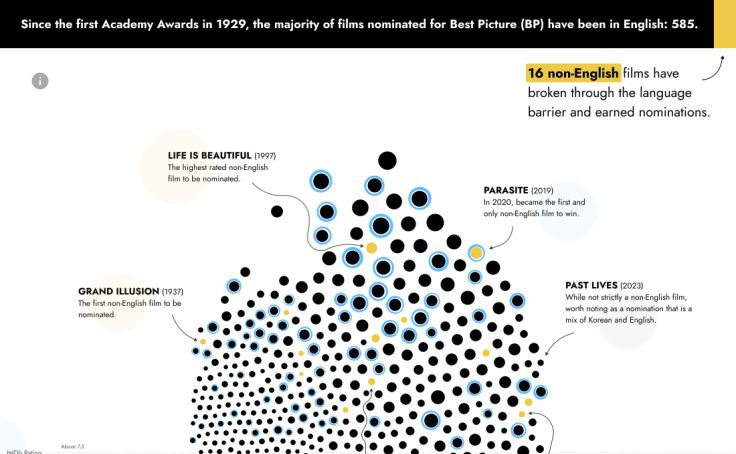 Since the first Academy Awards in 1929, the majority of films nominated for Best Picture (BP) have been in English: 585.
16 non-English films have
broken through the language
barrier and earned nominations.
LIFE IS BEAUTIFUL (1997)
The highest rated non-English
film to be nominated.
PARASITE (2019)
In 2020, became the first and
only non-English film to win.
GRAND ILLUSION (1937)
The first non-English film to be
nominated.
PAST LIVES (2023)
While not strictly a non-English film,
worth noting as a nomination that is a
mix of Korean and English.
Above 7.5
IMDb Rating